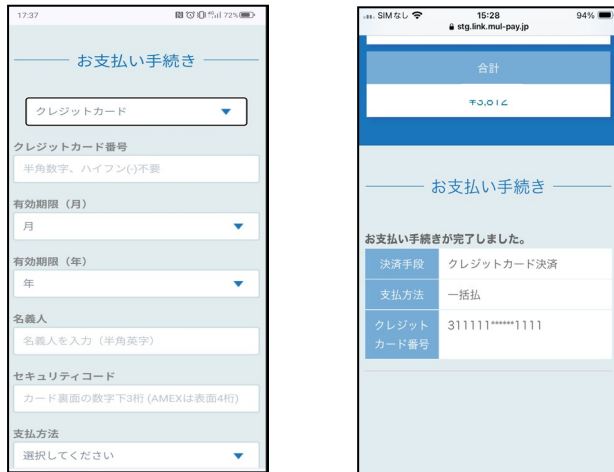 17:37
72%
お支払い手続き
クレジットカード
クレジットカード番号
半角数字、ハイフン(-)不要
有効期限（月）
月
有効期限（年）
年
名義人
名義人を入力（半角英字）
セキュリティコード
カード裏面の数字下3桁 (AMEXは表面4桁)
支払方法
選択してください
SIMなし 15:28 94%
stg.link.mul-pay.jp
合計
お支払い手続き
お支払い手続きが完了しました。
決済手段 クレジットカード決済
支払方法 一括払
クレジット
カード番号
311111******1111